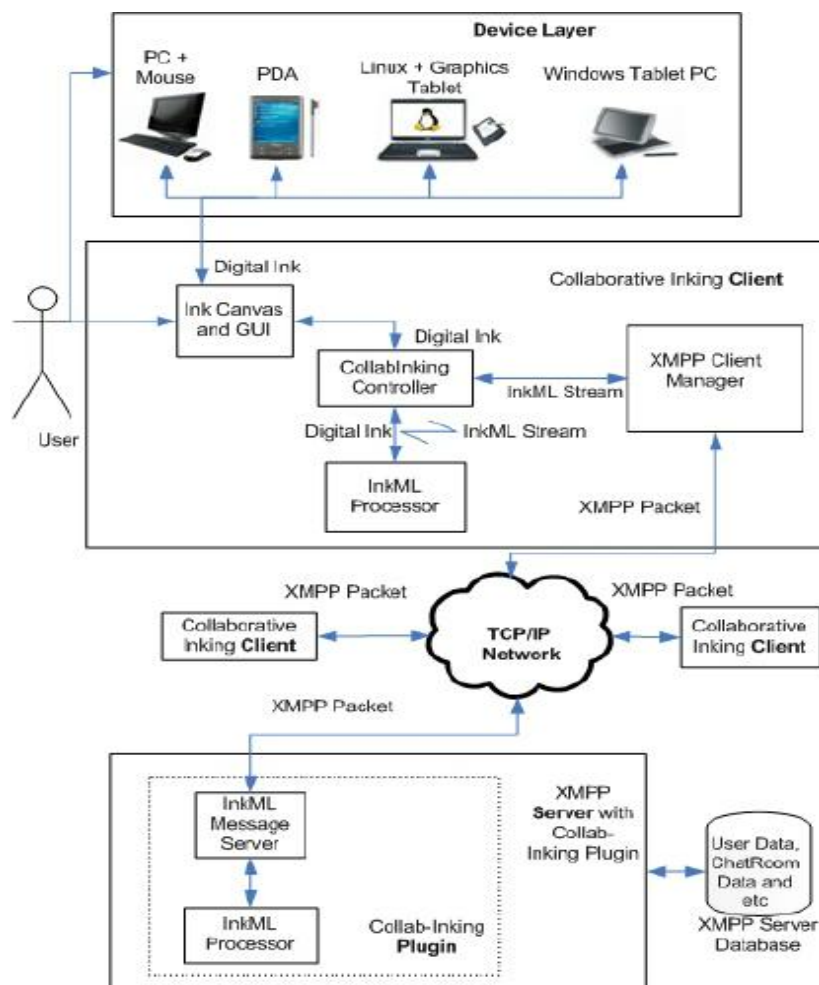 Device Layer
PC +
Mouse
PDA
Linux + Graphics
Tablet
Windows Tablet PC
Digital Ink
Collaborative Inking Client
Ink Canvas
and GUI
Digital Ink
CollabInking
Controller
XMPP Client
Manager
InkML Stream
User
Digital Ink
InkML Stream
InkML
Processor
XMPP Packet
XMPP Packet
XMPP Packet
Collaborative
Inking Client
TCP/IP
Network
Collaborative
Inking Client
XMPP Packet
InkML
Message
Server
XMPP
Server with
Collab-
Inking Plugin
User Data,
ChatRoom
Data and
etc
InkML
Processor
Collab-Inking
Plugin
XMPP Server
Database